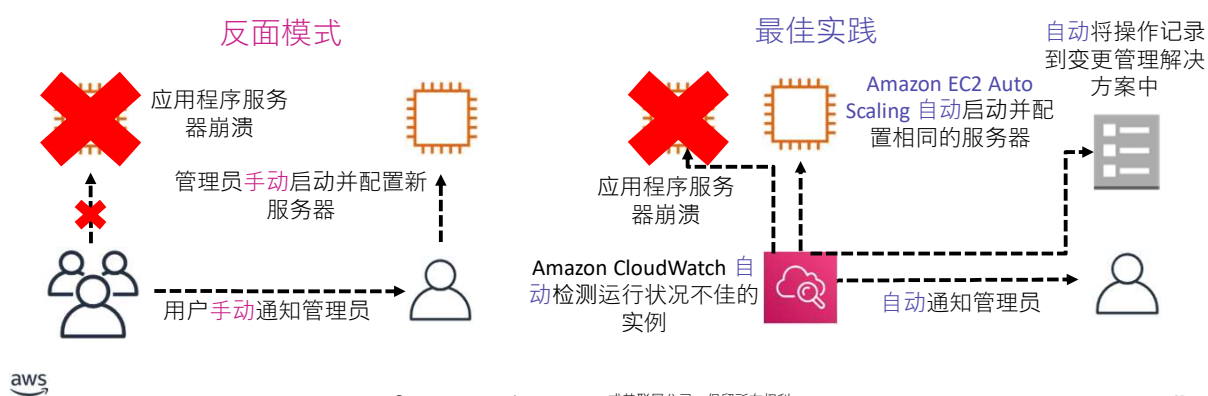 反面模式
应用程序服务
器崩溃
管理员手动启动并配置新
服务器
用户手动通知管理员
最佳实践
Amazon EC2 Auto
Scaling 自动启动并配
置相同的服务器
自动将操作记录
到变更管理解决
方案中
应用程序服务
器崩溃
Amazon CloudWatch 自
动检测运行状况不佳的
实例
自动通知管理员
aws